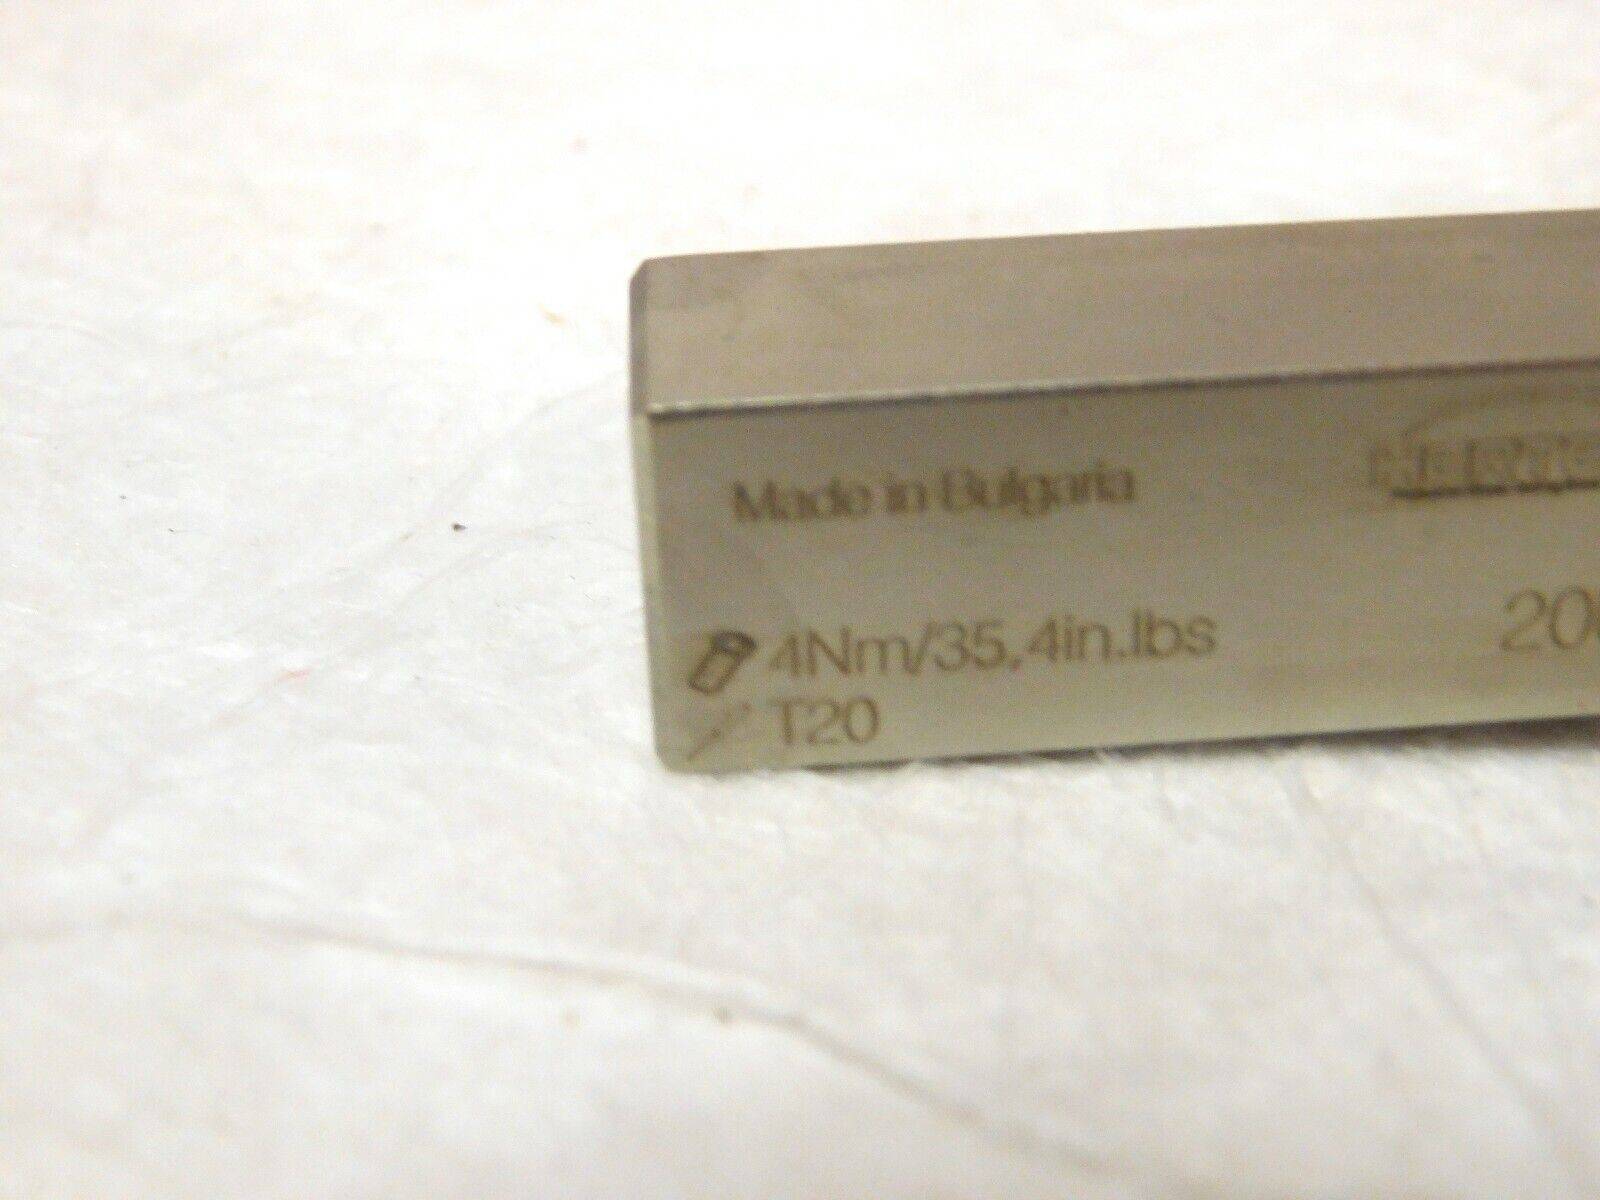 Made in Bulgaria
4Nm/35,4in.lbs
T20